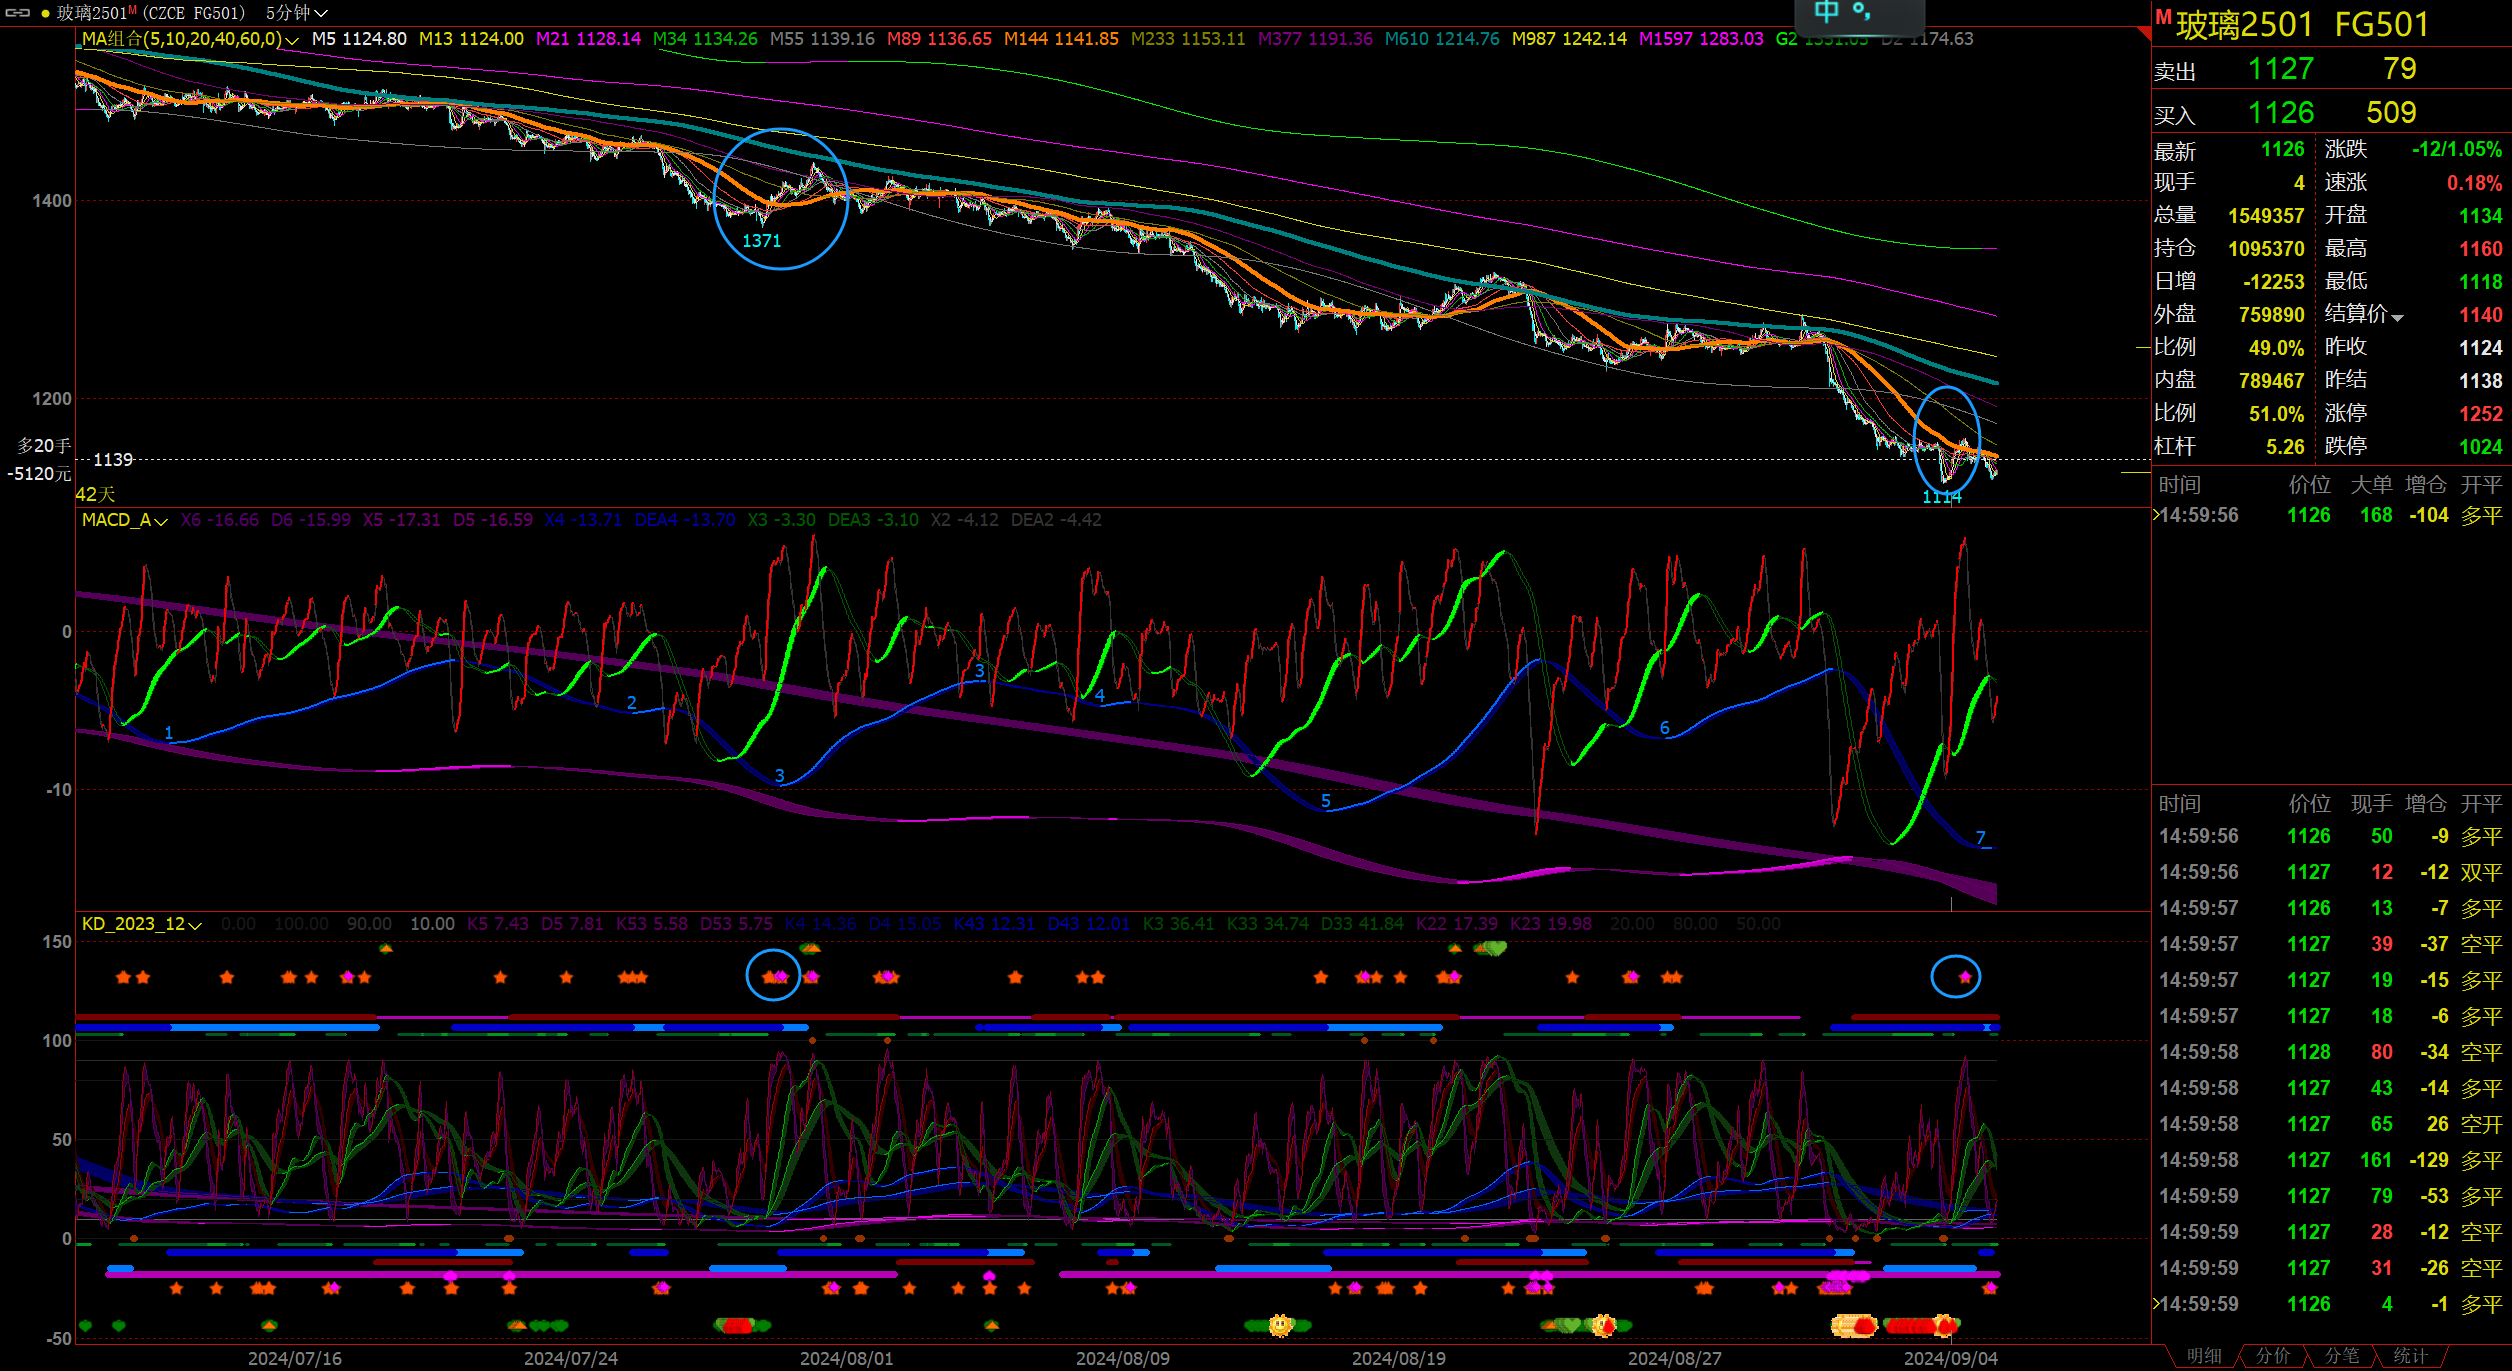 玻璃2501M (CZCE FG501) 5分钟
中
MA组合(5,10,20,40,60,0) M5 1124.80 M13 1124.00 M21 1128.14 M34 1134.26 M55 1139.16 M89 1136.65 M144 1141.85 M233 1153.11 M377 1191.36 M610 1214.76 M987 1242.14 M1597 1283.03 G2 D2 1174.63
1400
1371
1200
多20手
-5120元
1139
42天
1114
MACD_A X6 -16.66 D6 -15.99 X5 -17.31 D5 -16.59 X4 -13.71 DEA4 -13.70 X3 -3.30 DEA3 -3.10 X2 -4.12 DEA2 -4.42
0
-10
1
2
3
3
4
5
6
7
KD_2023_12 0.00 100.00 90.00 10.00 K5 7.43 D5 7.81 K53 5.58 D53 5.75 K4 14.36 D4 15.05 K43 12.31 D43 12.01 K3 36.41 K33 34.74 D33 41.84 K22 17.39 K23 19.98 20.00 80.00 50.00
150
100
50
0
-50
2024/07/16 2024/07/24 2024/08/01 2024/08/09 2024/08/19 2024/08/27 2024/09/04
M玻璃2501 FG501
卖出 1127 79
买入 1126 509
最新 1126 涨跌 -12/1.05%
现手 4 速涨 0.18%
总量 1549357 开盘 1134
持仓 1095370 最高 1160
日增 -12253 最低 1118
外盘 759890 结算价 1140
比例 49.0% 昨收 1124
内盘 789467 昨结 1138
比例 51.0% 涨停 1252
杠杆 5.26 跌停 1024
时间 价位 大单 增仓 开平
14:59:56 1126 168 -104 多平
时间 价位 现手 增仓 开平
14:59:56 1126 50 -9 多平
14:59:56 1127 12 -12 双平
14:59:57 1126 13 -7 多平
14:59:57 1127 39 -37 空平
14:59:57 1127 19 -15 多平
14:59:57 1127 18 -6 多平
14:59:58 1128 80 -34 空平
14:59:58 1127 43 -14 多平
14:59:58 1127 65 26 空开
14:59:58 1127 161 -129 多平
14:59:59 1127 79 -53 多平
14:59:59 1127 28 -12 空平
14:59:59 1127 31 -26 空平
14:59:59 1126 4 -1 多平
明细 分价 分笔 统计